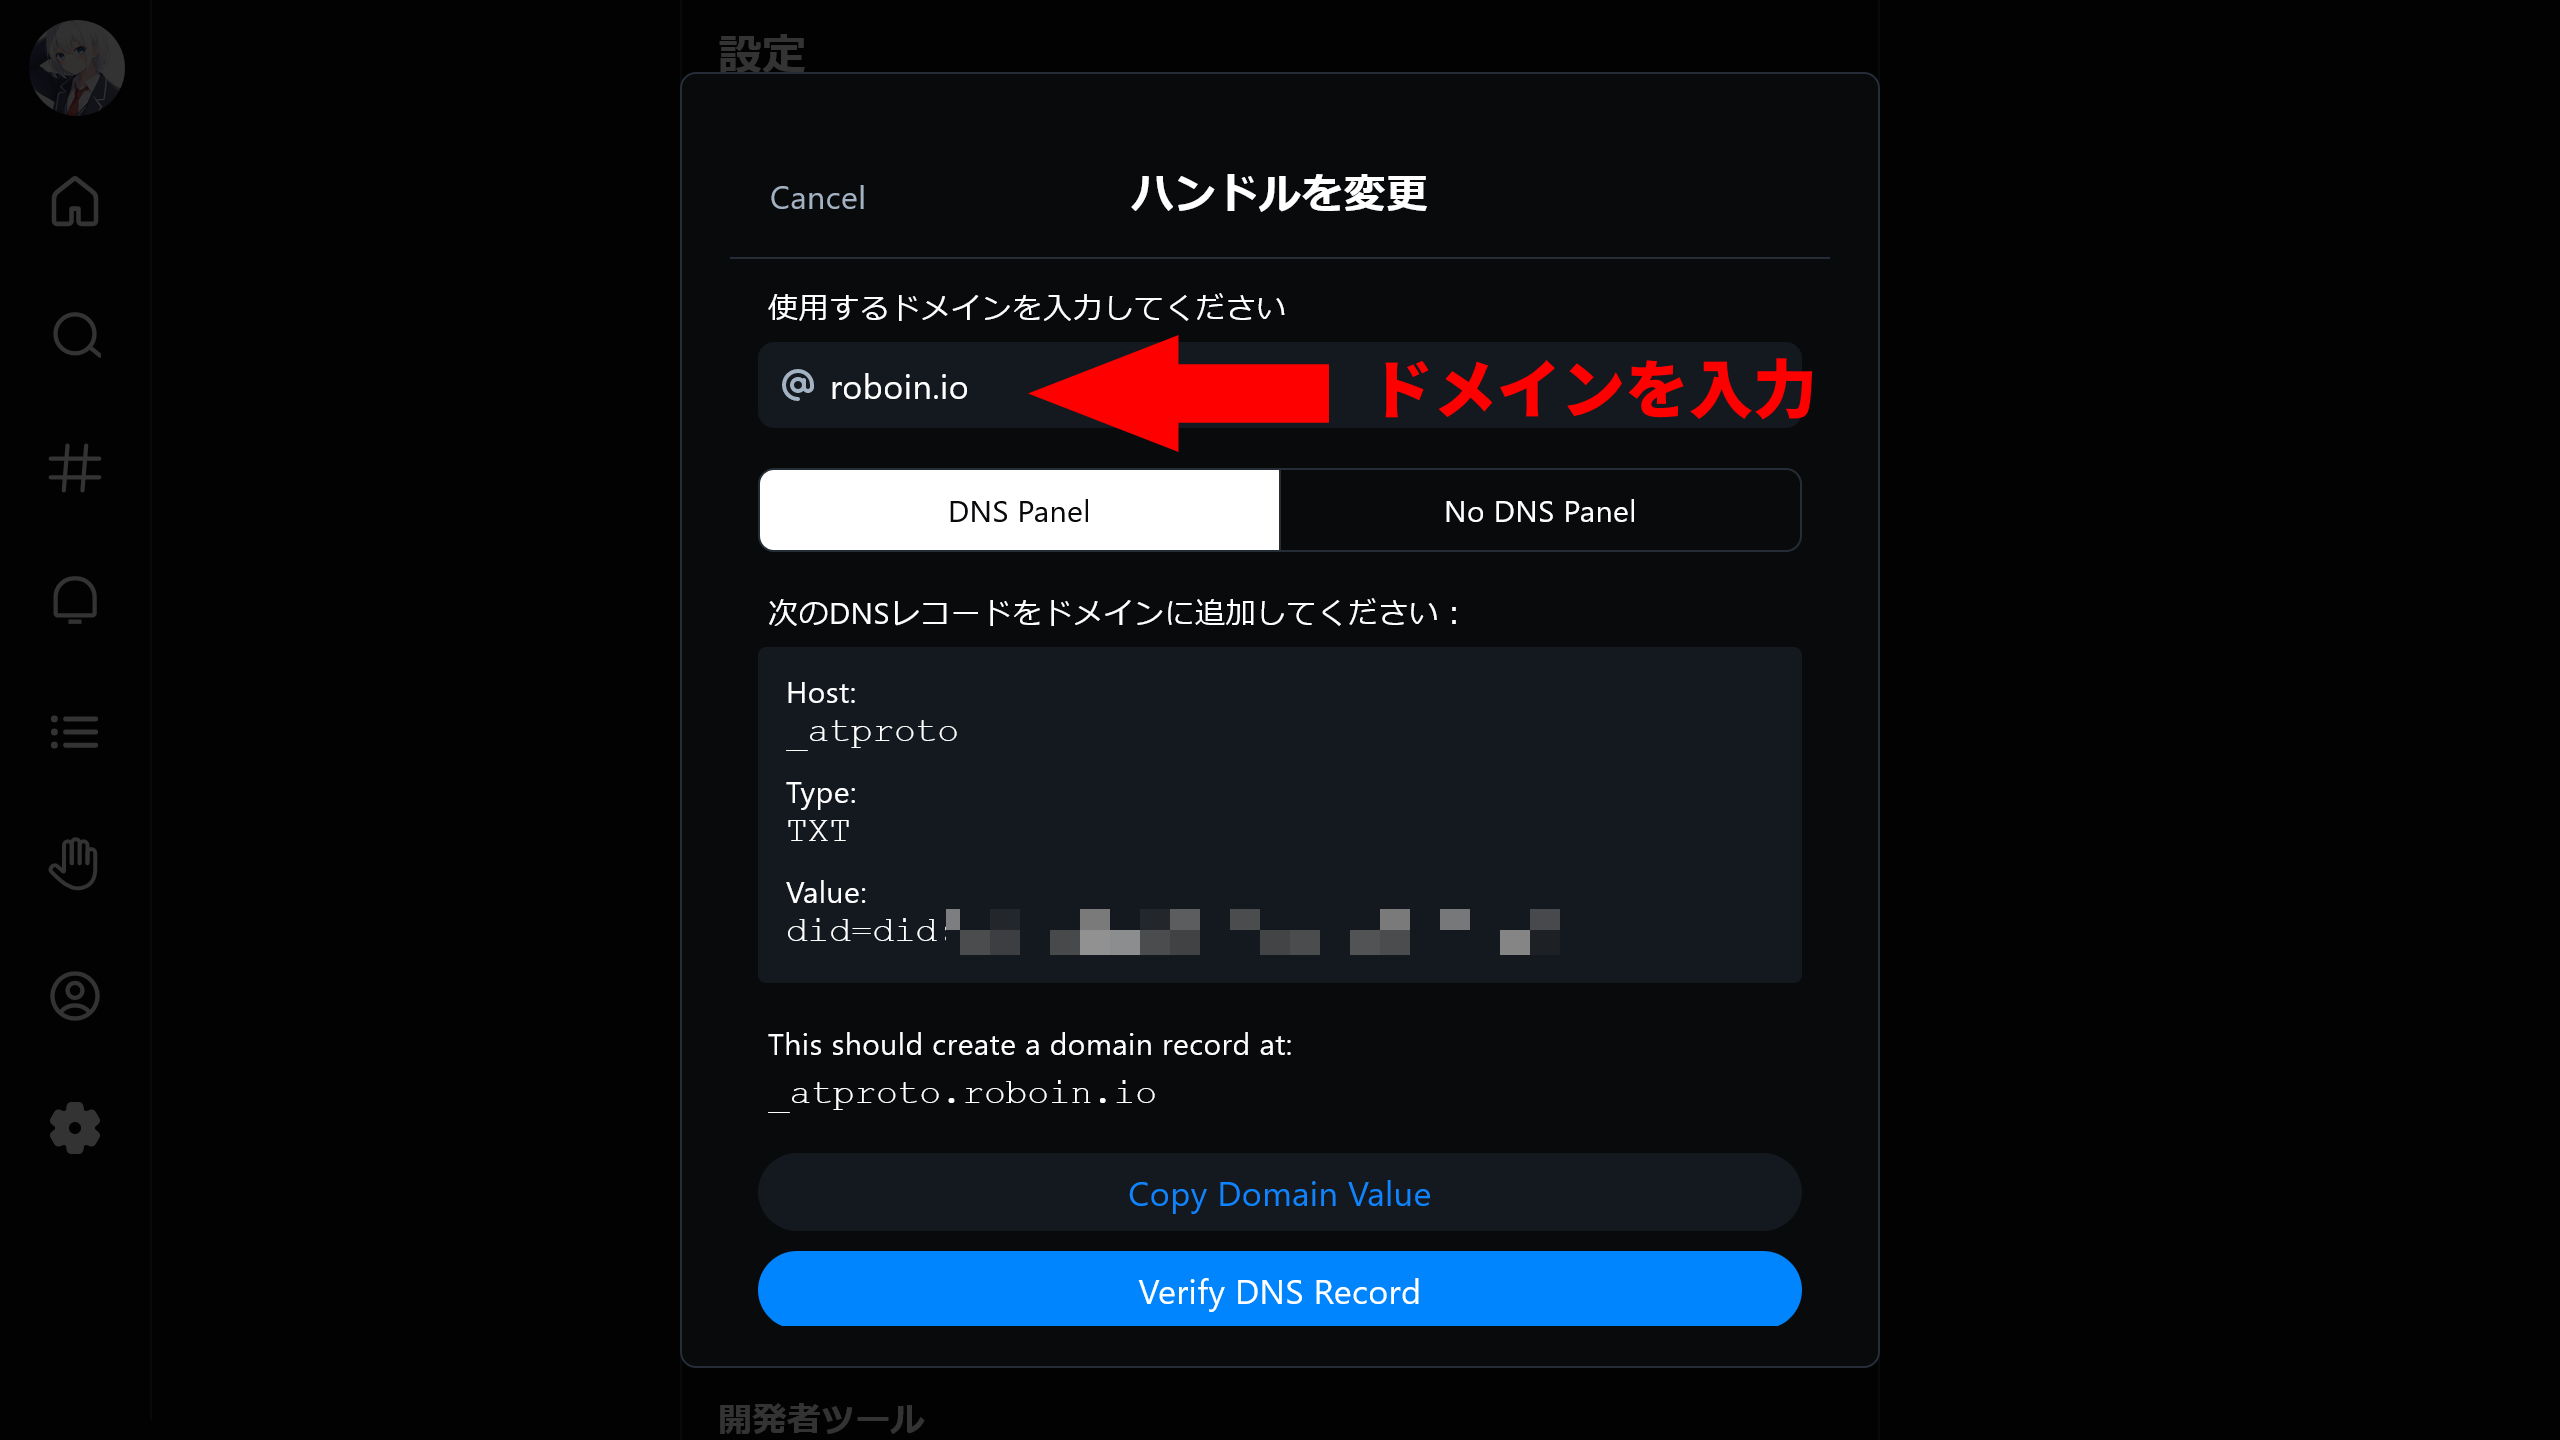 設定
Cancel
ハンドルを変更
使用するドメインを入力してください
@ roboin.io
ドメインを入力
DNS Panel
No DNS Panel
次のDNSレコードをドメインに追加してください：
Host:
_atproto
Type:
TXT
Value:
did=did:
This should create a domain record at:
_atproto.roboin.io
Copy Domain Value
Verify DNS Record
開発者ツール